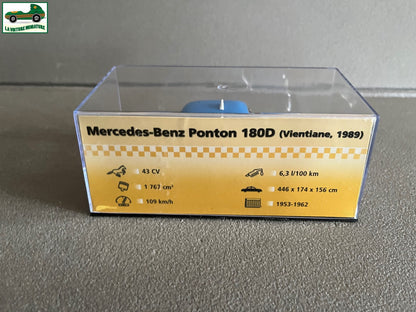 LA VOITURE MINIATURE
Mercedes-Benz Ponton 180D (Vientiane, 1989)
43 CV
6,3 l/100 km
1 767 cm³
446 x 174 x 156 cm
109 km/h
1953-1962